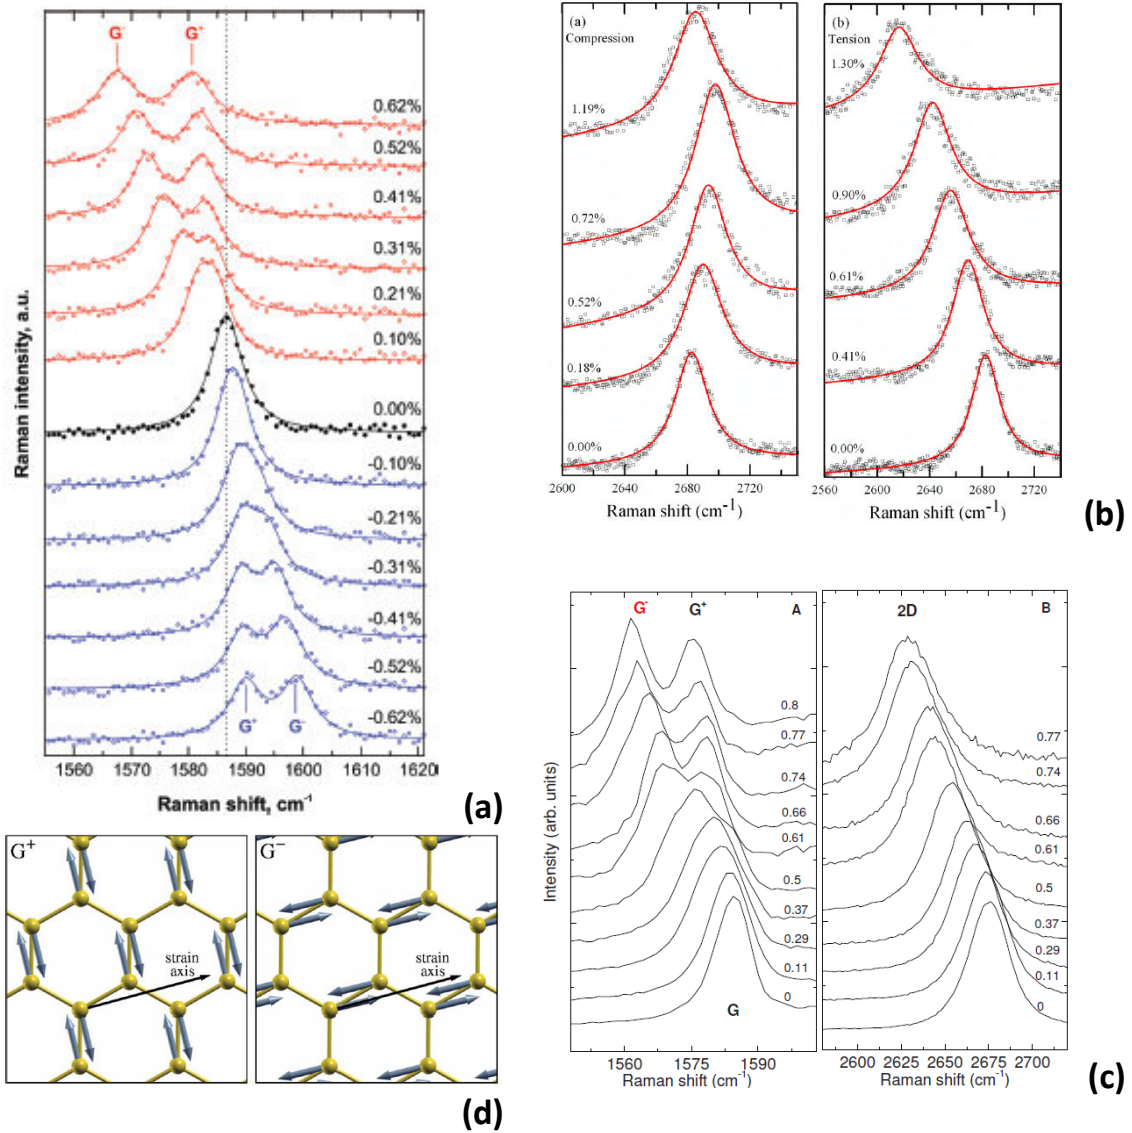 G⁻ G⁺
0.62%
0.52%
0.41%
0.31%
0.21%
0.10%
0.00%
-0.10%
-0.21%
-0.31%
-0.41%
-0.52%
-0.62%
G⁺ G⁻
Raman intensity, a.u.
1560 1570 1580 1590 1600 1610 1620
Raman shift, cm⁻¹
(a)
(a)
Compression
1.19%
0.72%
0.52%
0.18%
0.00%
2600 2640 2680 2720
Raman shift (cm⁻¹)
(b)
Tension
1.30%
0.90%
0.61%
0.41%
0.00%
2560 2600 2640 2680 2720
Raman shift (cm⁻¹)
(b)
G⁻ G⁺ A
0.8
0.77
0.74
0.66
0.61
0.5
0.37
0.29
0.11
0
G
Intensity (arb. units)
1560 1575 1590
Raman shift (cm⁻¹)
2D B
0.77
0.74
0.66
0.61
0.5
0.37
0.29
0.11
0
2600 2625 2650 2675 2700
Raman shift (cm⁻¹)
(c)
G⁺
strain
axis
G⁻
strain
axis
(d)